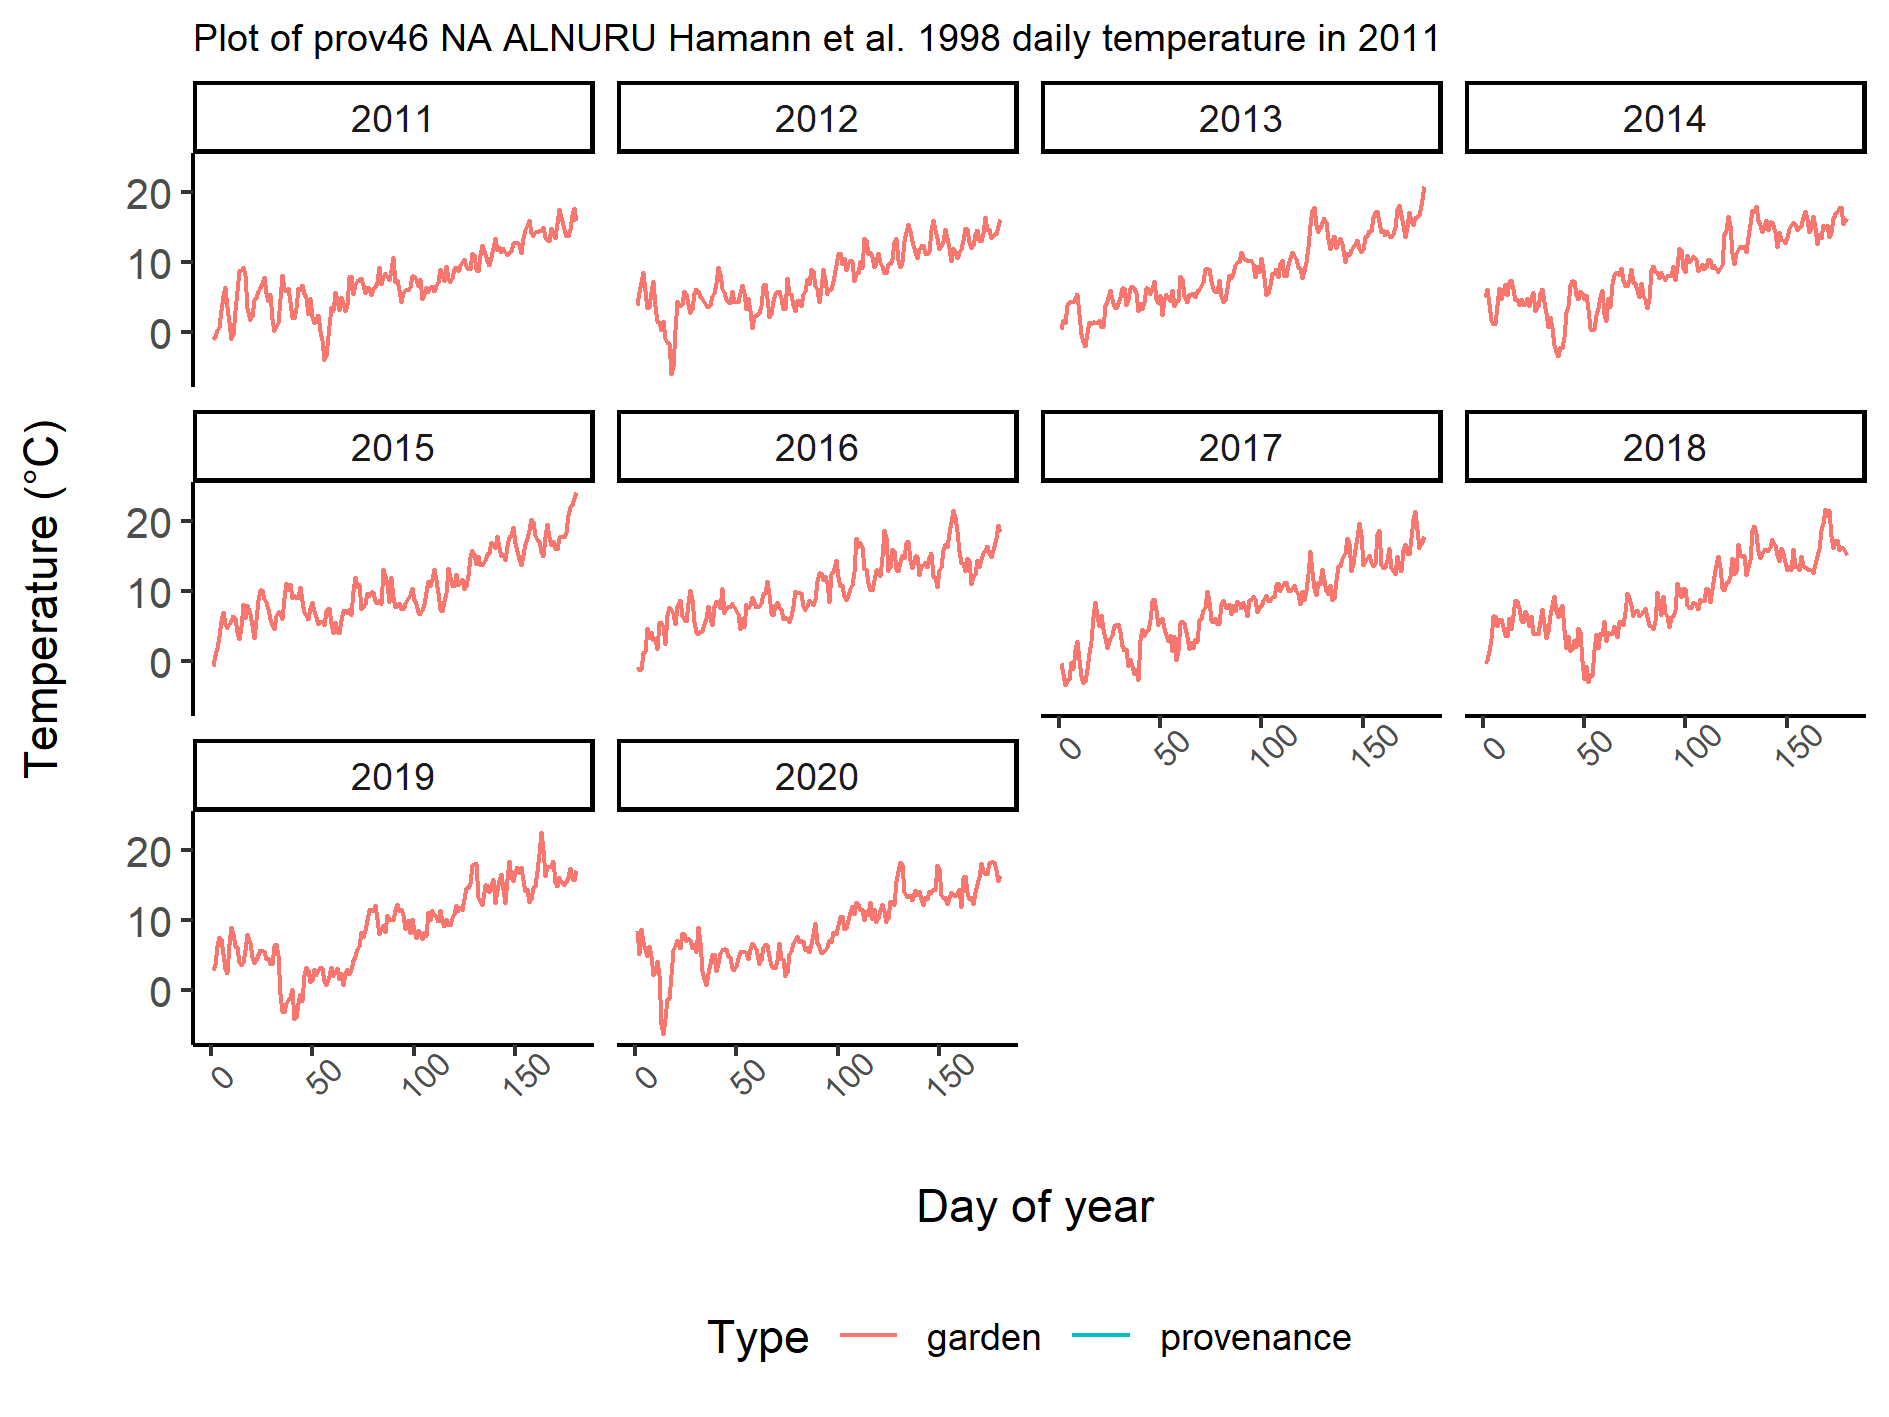 Plot of prov46 NA ALNURU Hamann et al. 1998 daily temperature in 2011
2011 2012 2013 2014
20
10
0
2015 2016 2017 2018
20
10
0
0 50 100 150 0 50 100 150
2019 2020
20
10
0
0 50 100 150 0 50 100 150
Temperature (°C)
Day of year
Type garden provenance